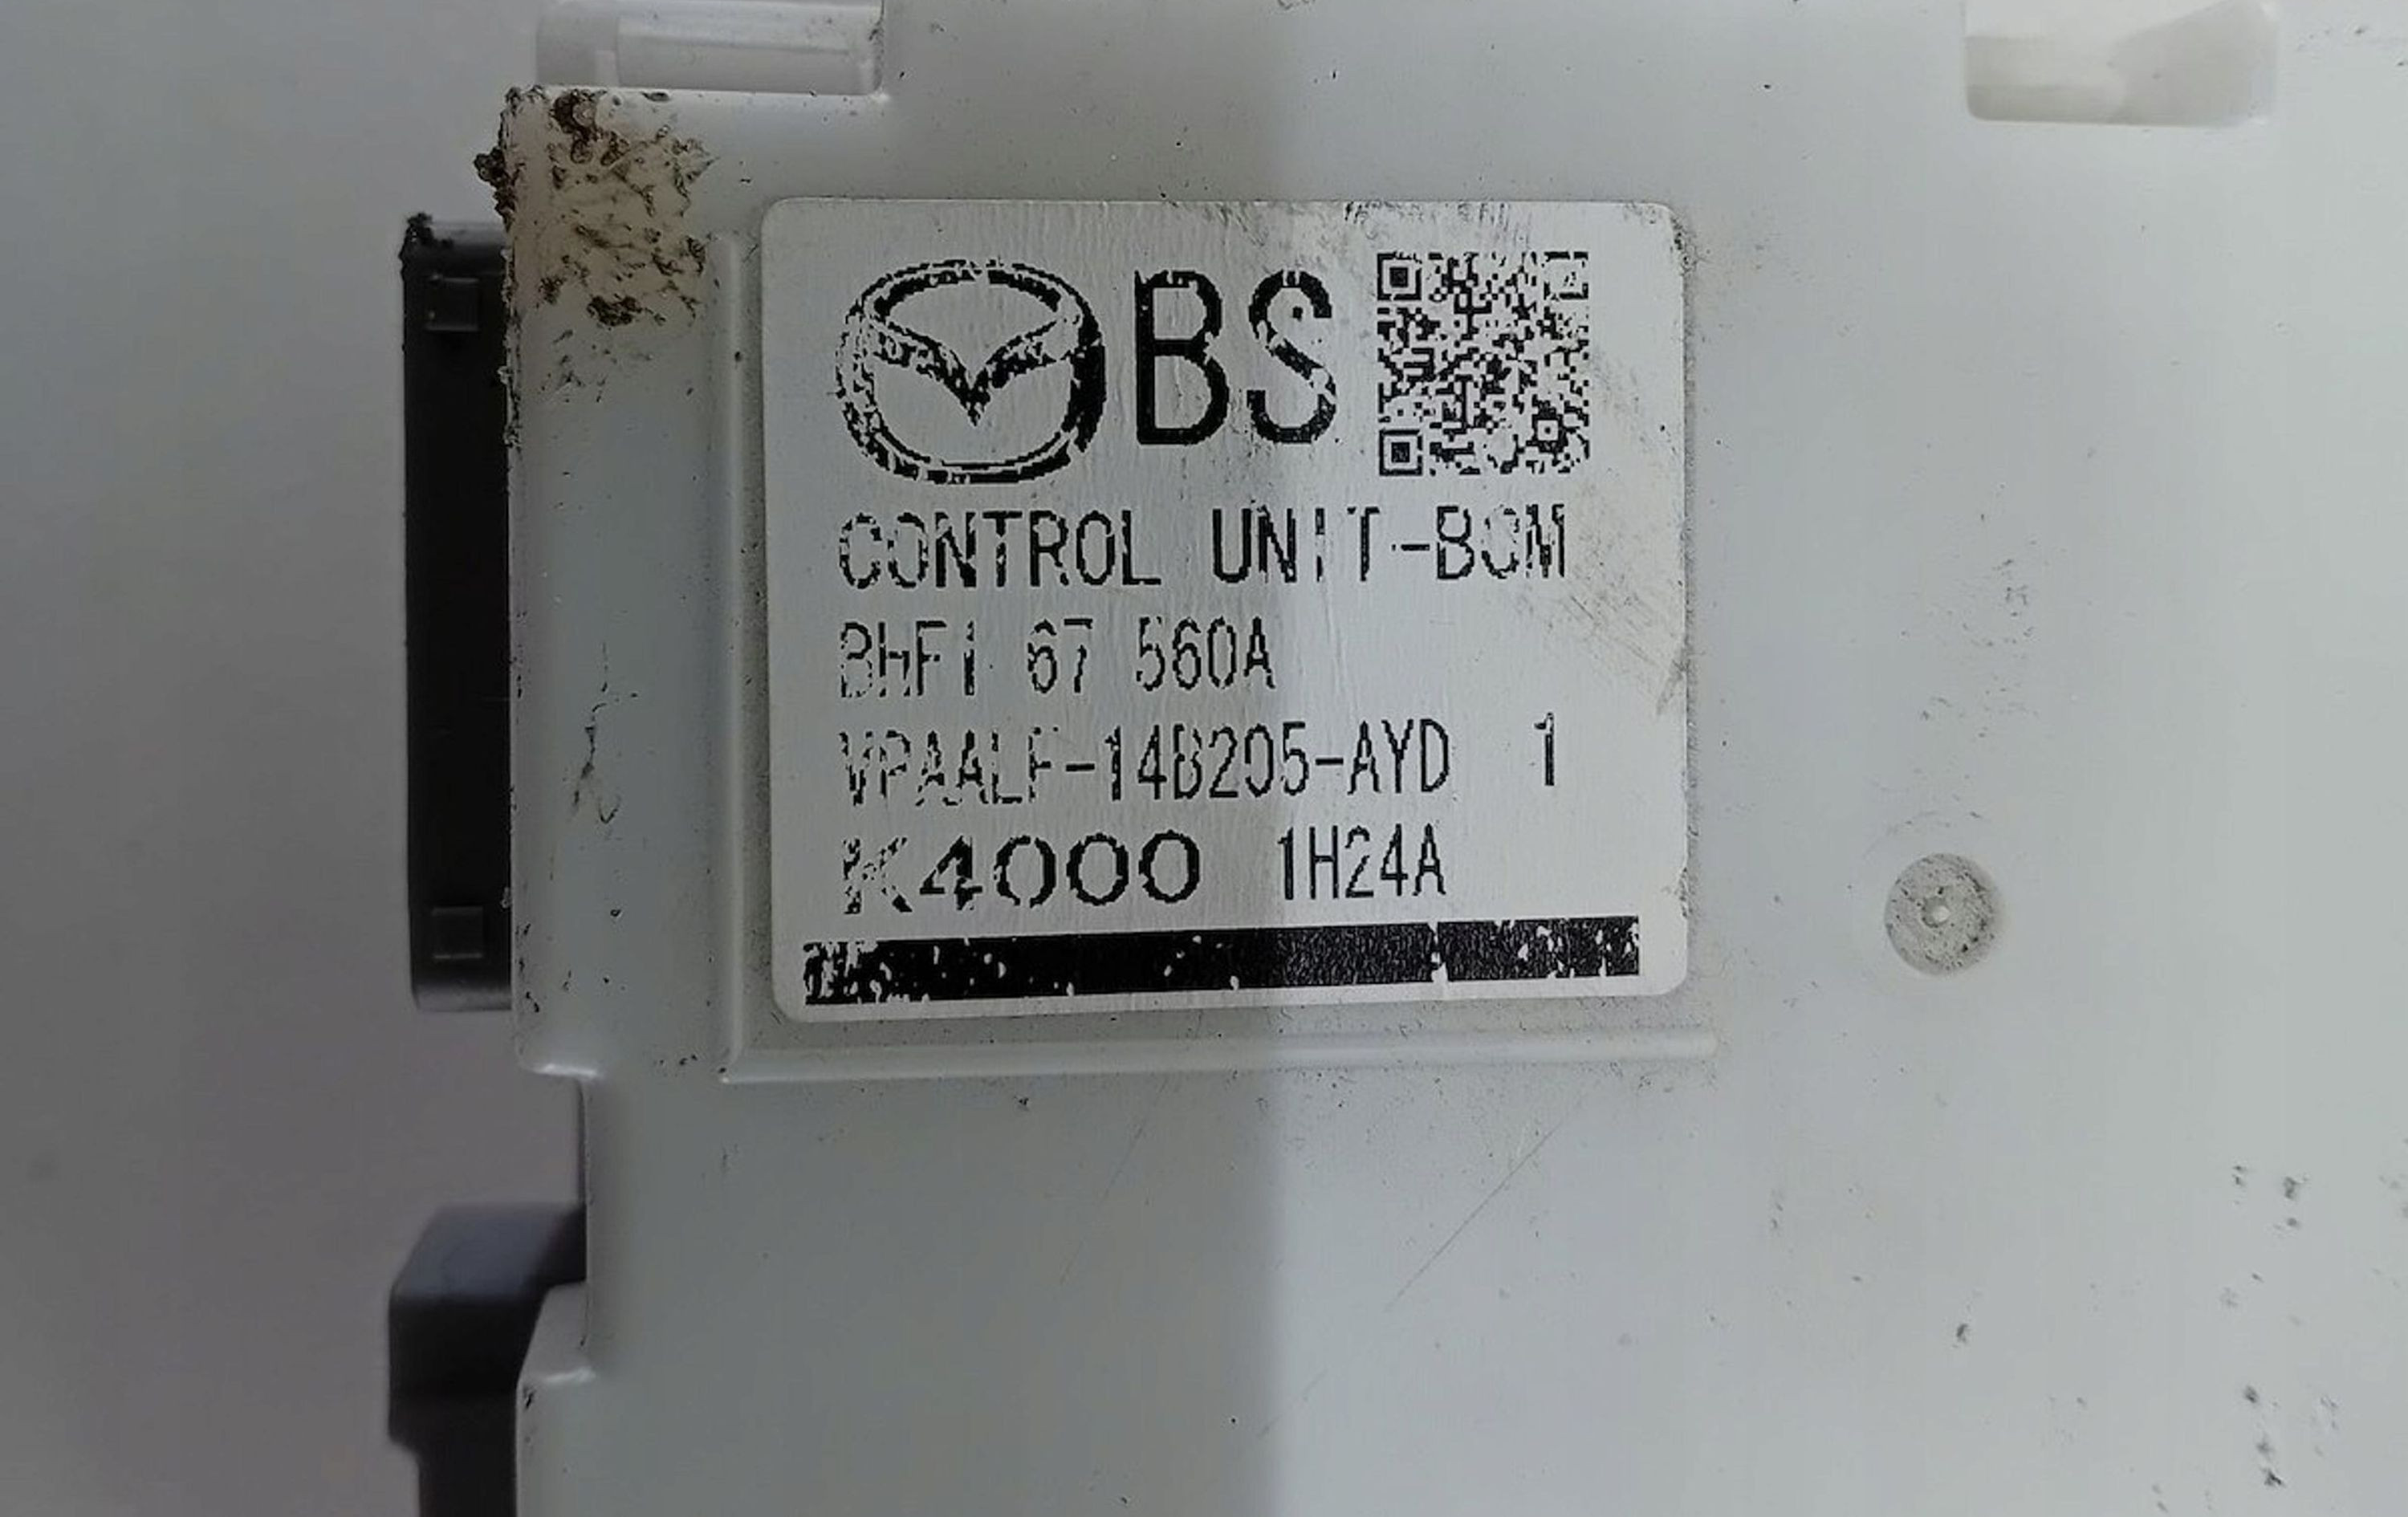 BS
CONTROL UNIT-BCM
BHF1 67 560A
VPAALF-14B205-AYD 1
K4000 1H24A